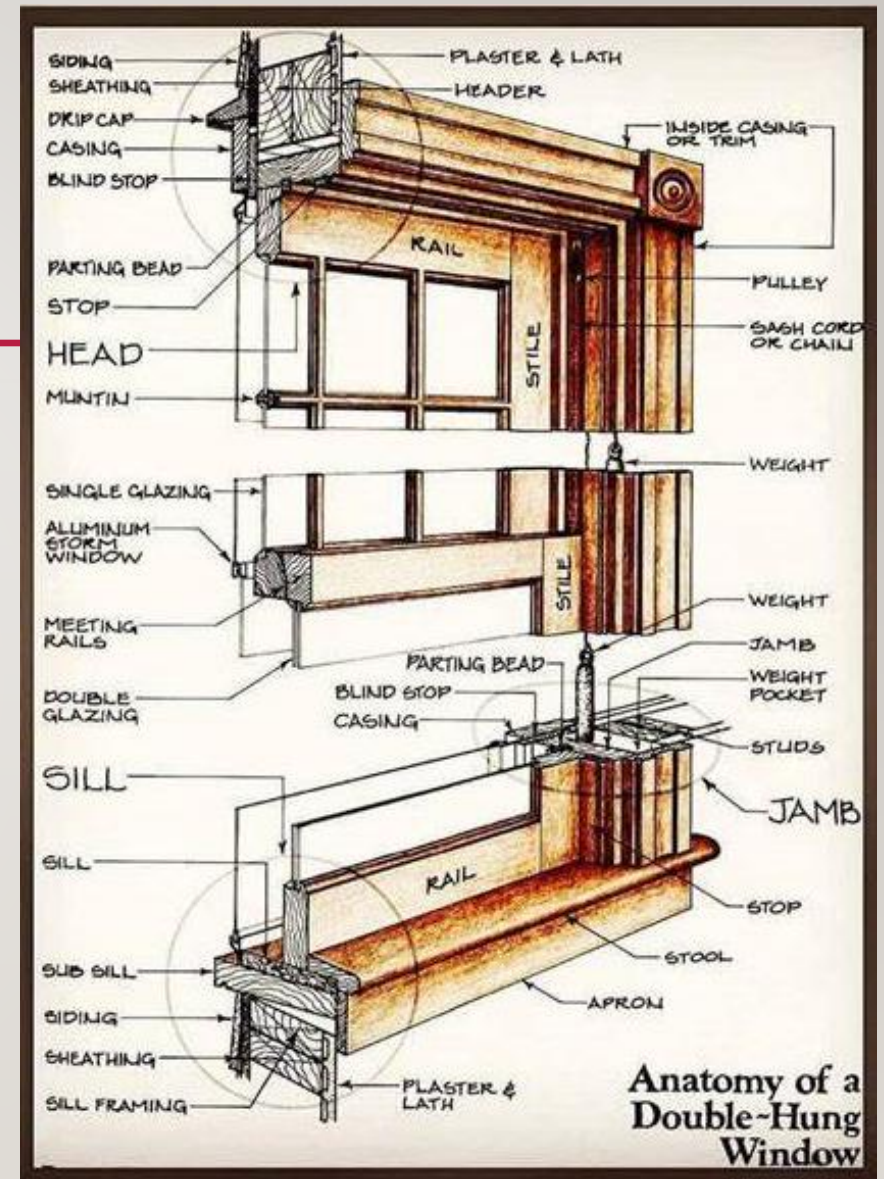 SIDING
SHEATHING
DRIP CAP
CASING
BLIND STOP
PARTING BEAD
STOP
HEAD
MUNTIN
SINGLE GLAZING
ALUMINUM
STORM
WINDOW
MEETING
RAILS
DOUBLE
GLAZING
SILL
SILL
SUB SILL
SIDING
SHEATHING
SILL FRAMING
PLASTER & LATH
HEADER
INSIDE CASING
OR TRIM
RAIL
STILE
PULLEY
SASH CORD
OR CHAIN
WEIGHT
STILE
WEIGHT
PARTING BEAD
BLIND STOP
CASING
JAMB
WEIGHT
POCKET
STUDS
JAMB
RAIL
STOP
STOOL
APRON
PLASTER &
LATH
Anatomy of a
Double-Hung
Window